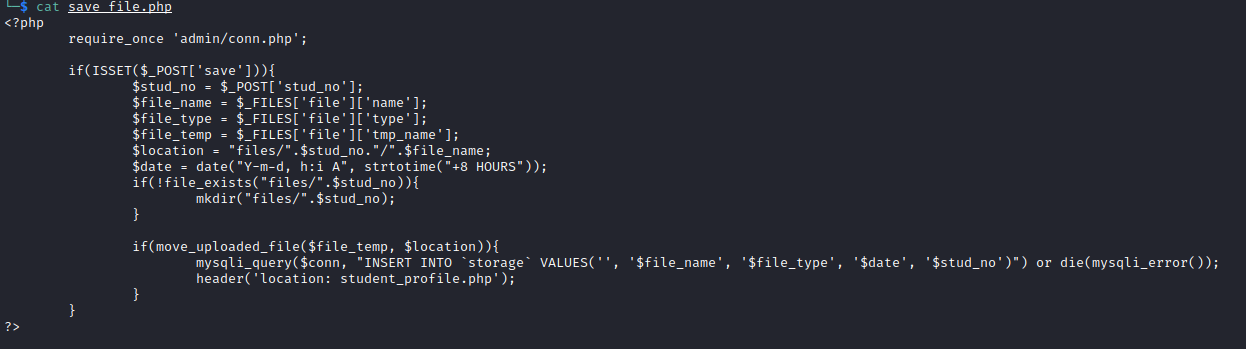 └─$ cat save_file.php
<?php
        require_once 'admin/conn.php';

        if(ISSET($_POST['save'])){
                $stud_no = $_POST['stud_no'];
                $file_name = $_FILES['file']['name'];
                $file_type = $_FILES['file']['type'];
                $file_temp = $_FILES['file']['tmp_name'];
                $location = "files/".$stud_no."/".$file_name;
                $date = date("Y-m-d, h:i A", strtotime("+8 HOURS"));
                if(!file_exists("files/".$stud_no)){
                        mkdir("files/".$stud_no);
                }

                if(move_uploaded_file($file_temp, $location)){
                        mysqli_query($conn, "INSERT INTO `storage` VALUES('', '$file_name', '$file_type', '$date', '$stud_no')") or die(mysqli_error());
                        header('location: student_profile.php');
                }
        }
?>